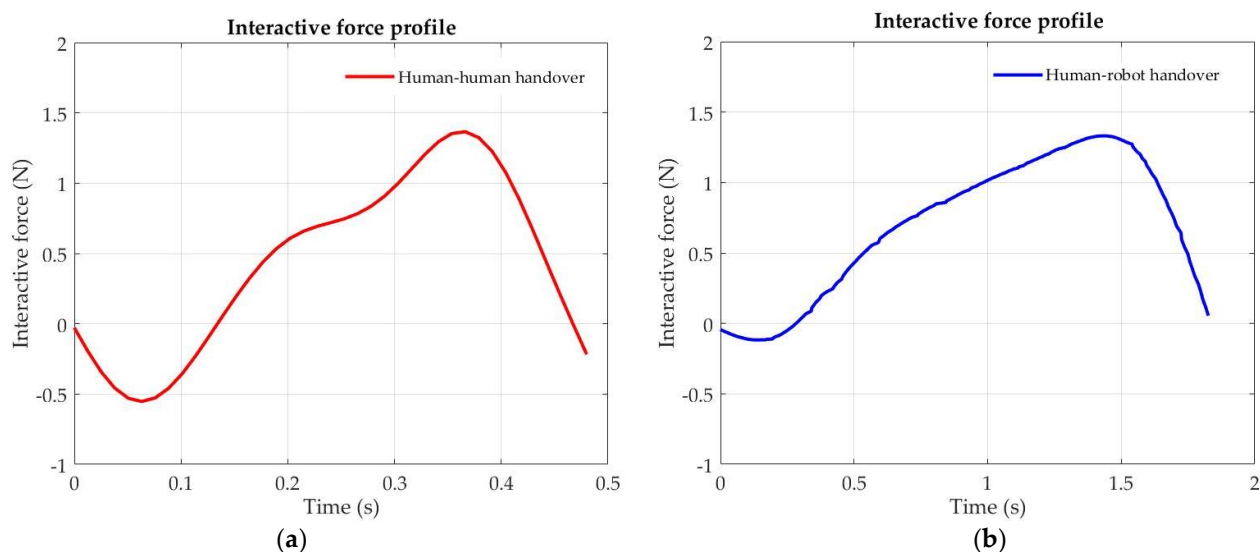 Interactive force profile
Human-human handover
Interactive force (N)
2
1.5
1
0.5
0
-0.5
-1
0
0.1
0.2
0.3
0.4
0.5
Time (s)
(a)
Interactive force profile
Human-robot handover
Interactive force (N)
2
1.5
1
0.5
0
-0.5
-1
0
0.5
1
1.5
2
Time (s)
(b)